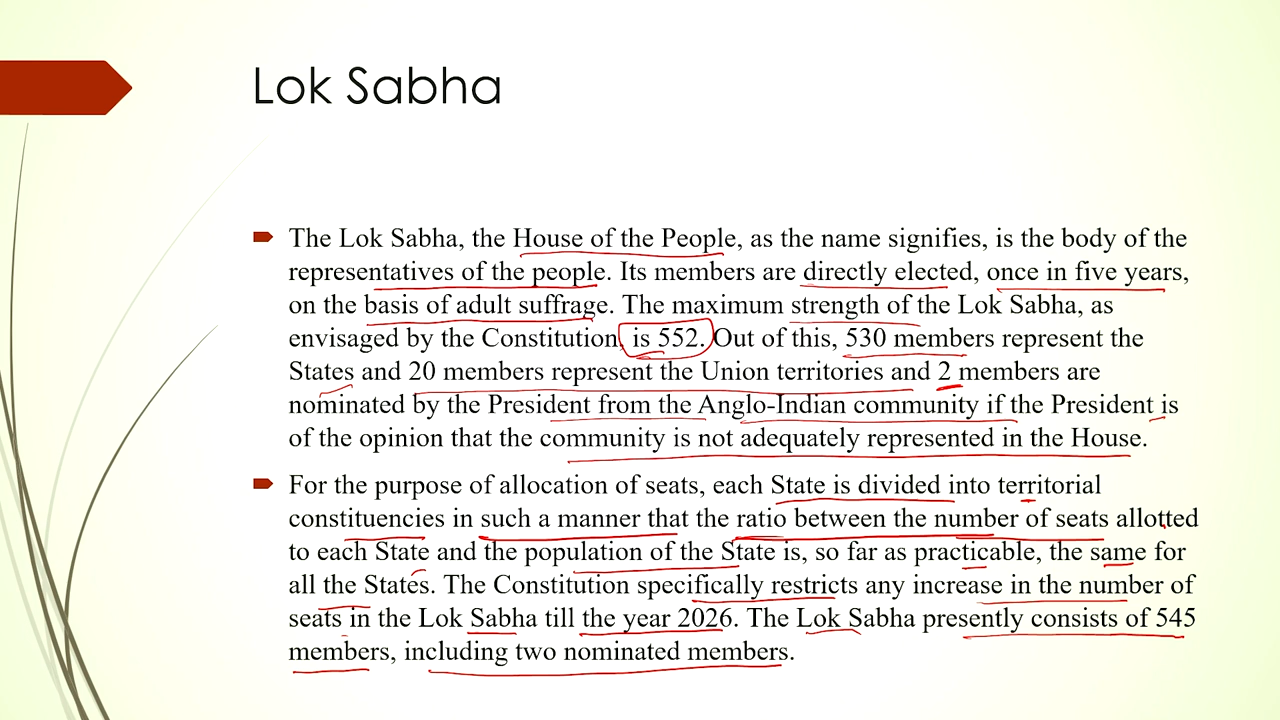 Lok Sabha
The Lok Sabha, the House of the People, as the name signifies, is the body of the
representatives of the people. Its members are directly elected, once in five years,
on the basis of adult suffrage. The maximum strength of the Lok Sabha, as
envisaged by the Constitution, is 552. Out of this, 530 members represent the
States and 20 members represent the Union territories and 2 members are
nominated by the President from the Anglo-Indian community if the President is
of the opinion that the community is not adequately represented in the House.
For the purpose of allocation of seats, each State is divided into territorial
constituencies in such a manner that the ratio between the number of seats allotted
to each State and the population of the State is, so far as practicable, the same for
all the States. The Constitution specifically restricts any increase in the number of
seats in the Lok Sabha till the year 2026. The Lok Sabha presently consists of 545
members, including two nominated members.